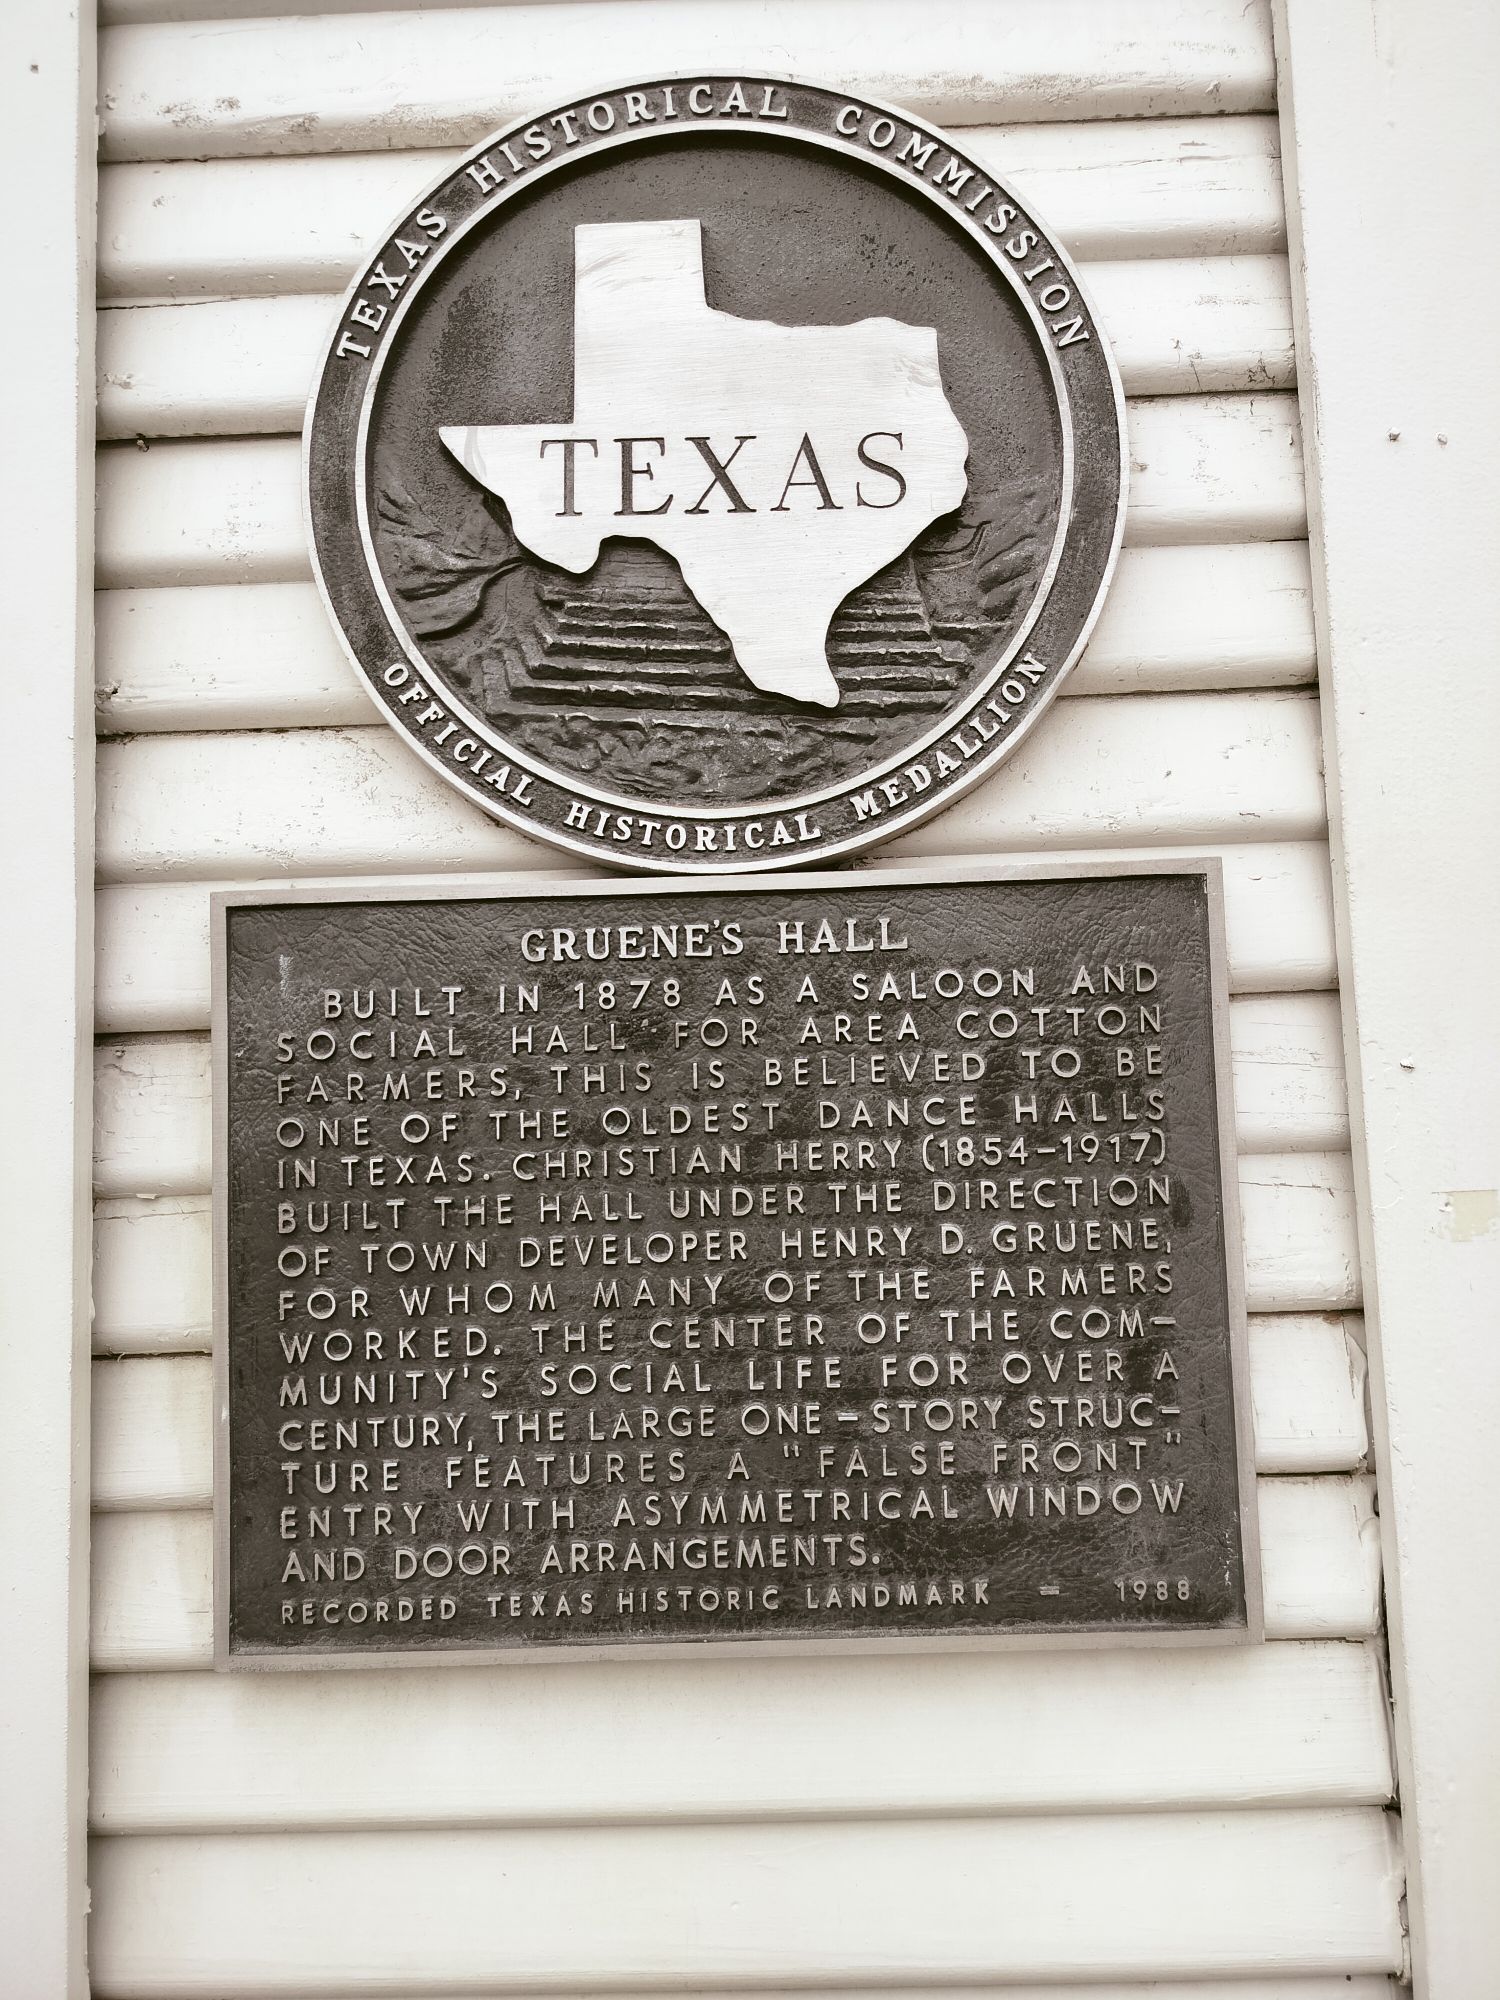 TEXAS HISTORICAL COMMISSION
TEXAS
OFFICIAL HISTORICAL MEDALLION
GRUENE'S HALL
BUILT IN 1878 AS A SALOON AND
SOCIAL HALL FOR AREA COTTON
FARMERS, THIS IS BELIEVED TO BE
ONE OF THE OLDEST DANCE HALLS
IN TEXAS. CHRISTIAN HERRY (1854-1917)
BUILT THE HALL UNDER THE DIRECTION
OF TOWN DEVELOPER HENRY D. GRUENE,
FOR WHOM MANY OF THE FARMERS
WORKED. THE CENTER OF THE COM-
MUNITY'S SOCIAL LIFE FOR OVER A
CENTURY, THE LARGE ONE-STORY STRUC-
TURE FEATURES A "FALSE FRONT"
ENTRY WITH ASYMMETRICAL WINDOW
AND DOOR ARRANGEMENTS.
RECORDED TEXAS HISTORIC LANDMARK - 1988